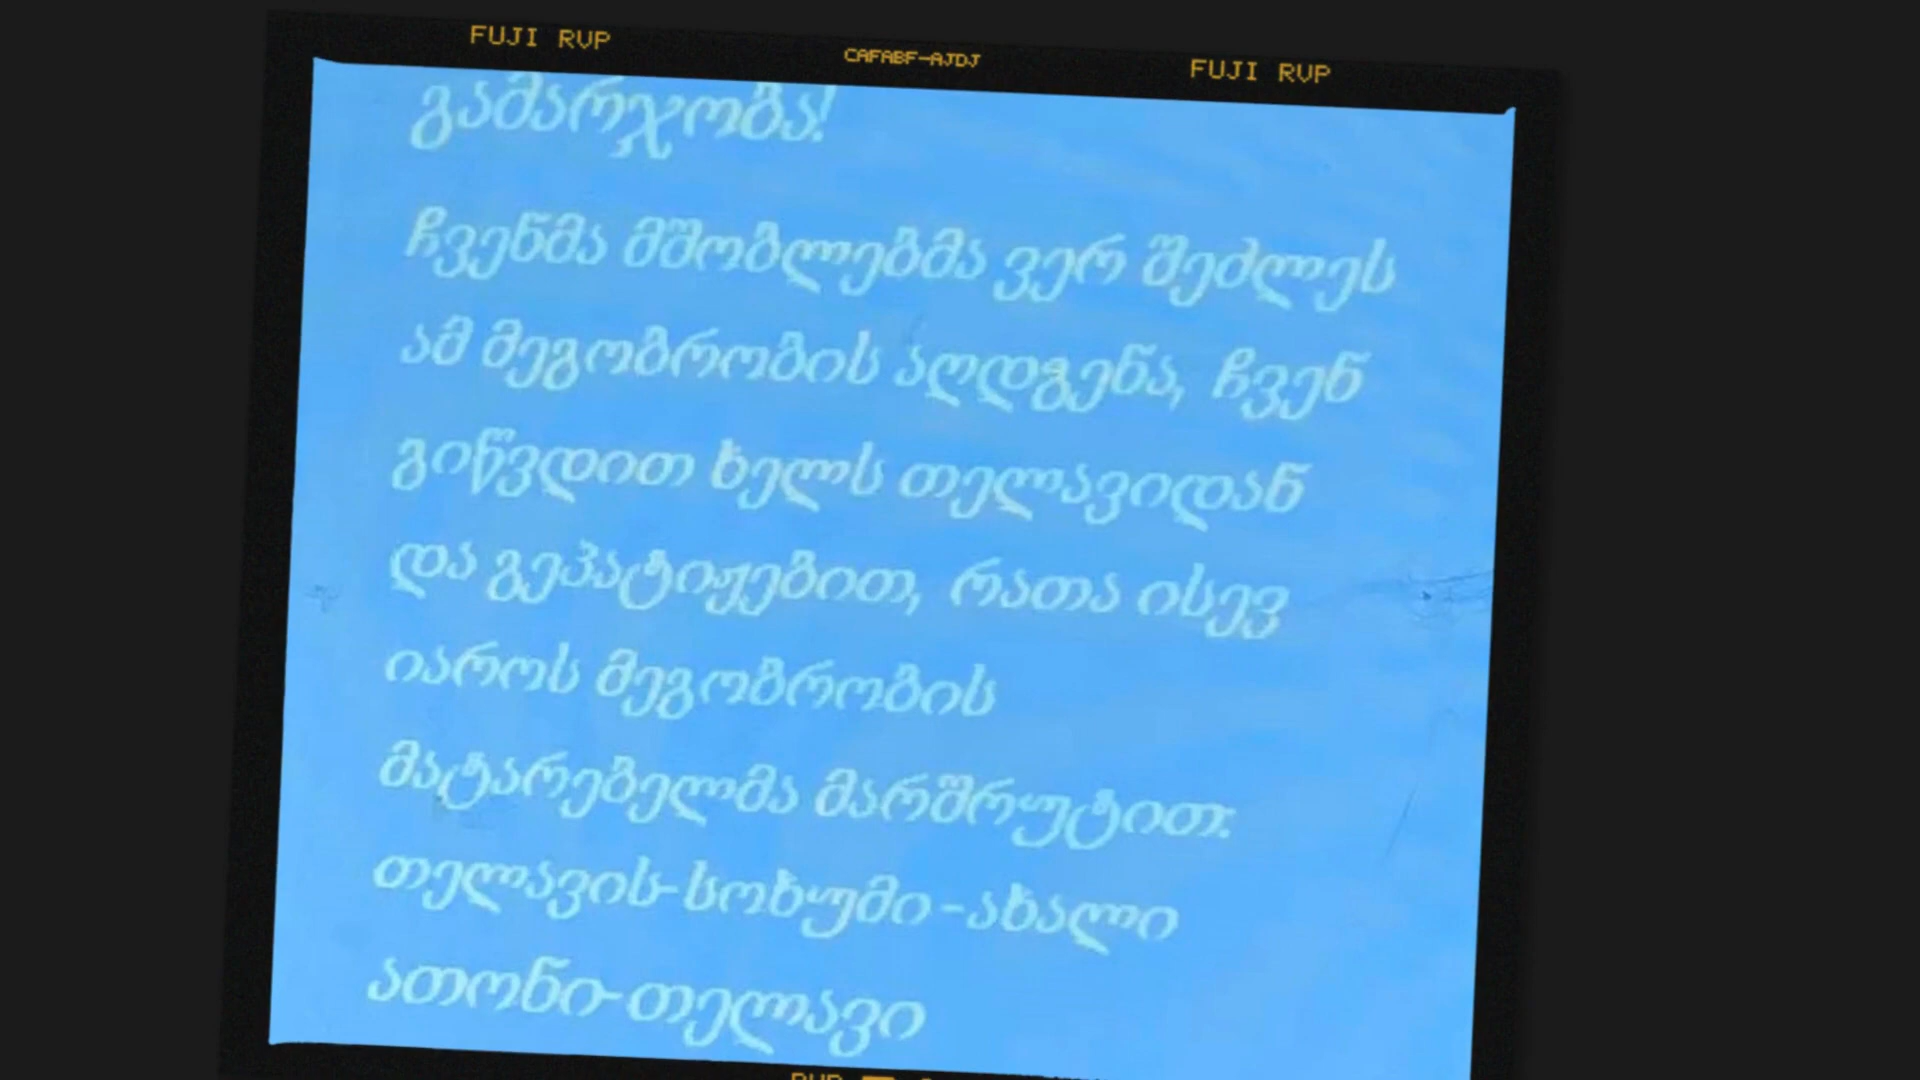 FUJI RVP CAFABF-AJDJ FUJI RVP
გამარჯობა!
ჩვენმა მშობლებმა ვერ შეძლეს
ამ მეგობრობის აღდგენა, ჩვენ
გიწვდით ხელს თელავიდან
და გეპატიჟებით, რათა ისევ
იაროს მეგობრობის
მატარებელმა მარშრუტით:
თელავის-სოხუმი-ახალი
ათონი-თელავი